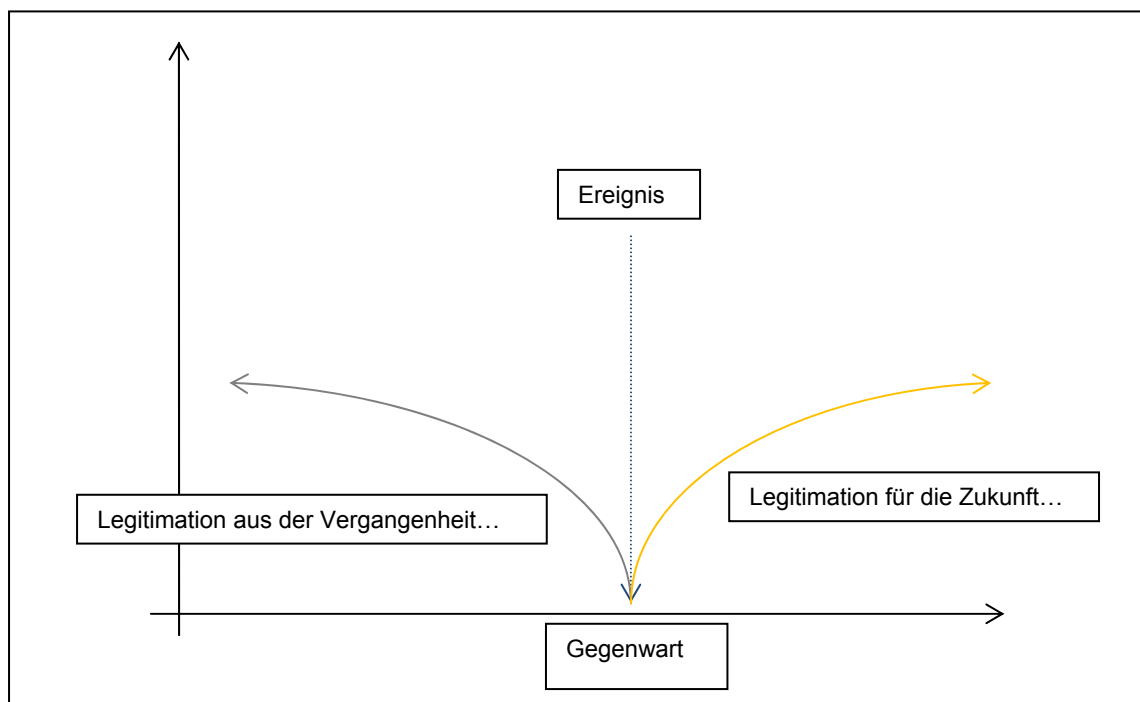 Ereignis
Legitimation aus der Vergangenheit…
Legitimation für die Zukunft…
Gegenwart